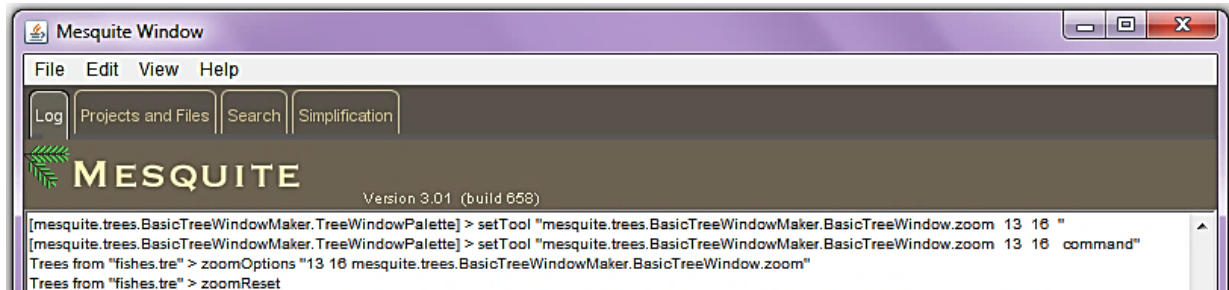 Mesquite Window
File Edit View Help
Log Projects and Files Search Simplification
MESQUITE
Version 3.01 (build 658)
[mesquite.trees.BasicTreeWindowMaker.TreeWindowPalette] > setTool "mesquite.trees.BasicTreeWindowMaker.BasicTreeWindow.zoom 13 16 "
[mesquite.trees.BasicTreeWindowMaker.TreeWindowPalette] > setTool "mesquite.trees.BasicTreeWindowMaker.BasicTreeWindow.zoom 13 16 command"
Trees from "fishes.tre" > zoomOptions "13 16 mesquite.trees.BasicTreeWindowMaker.BasicTreeWindow.zoom"
Trees from "fishes.tre" > zoomReset